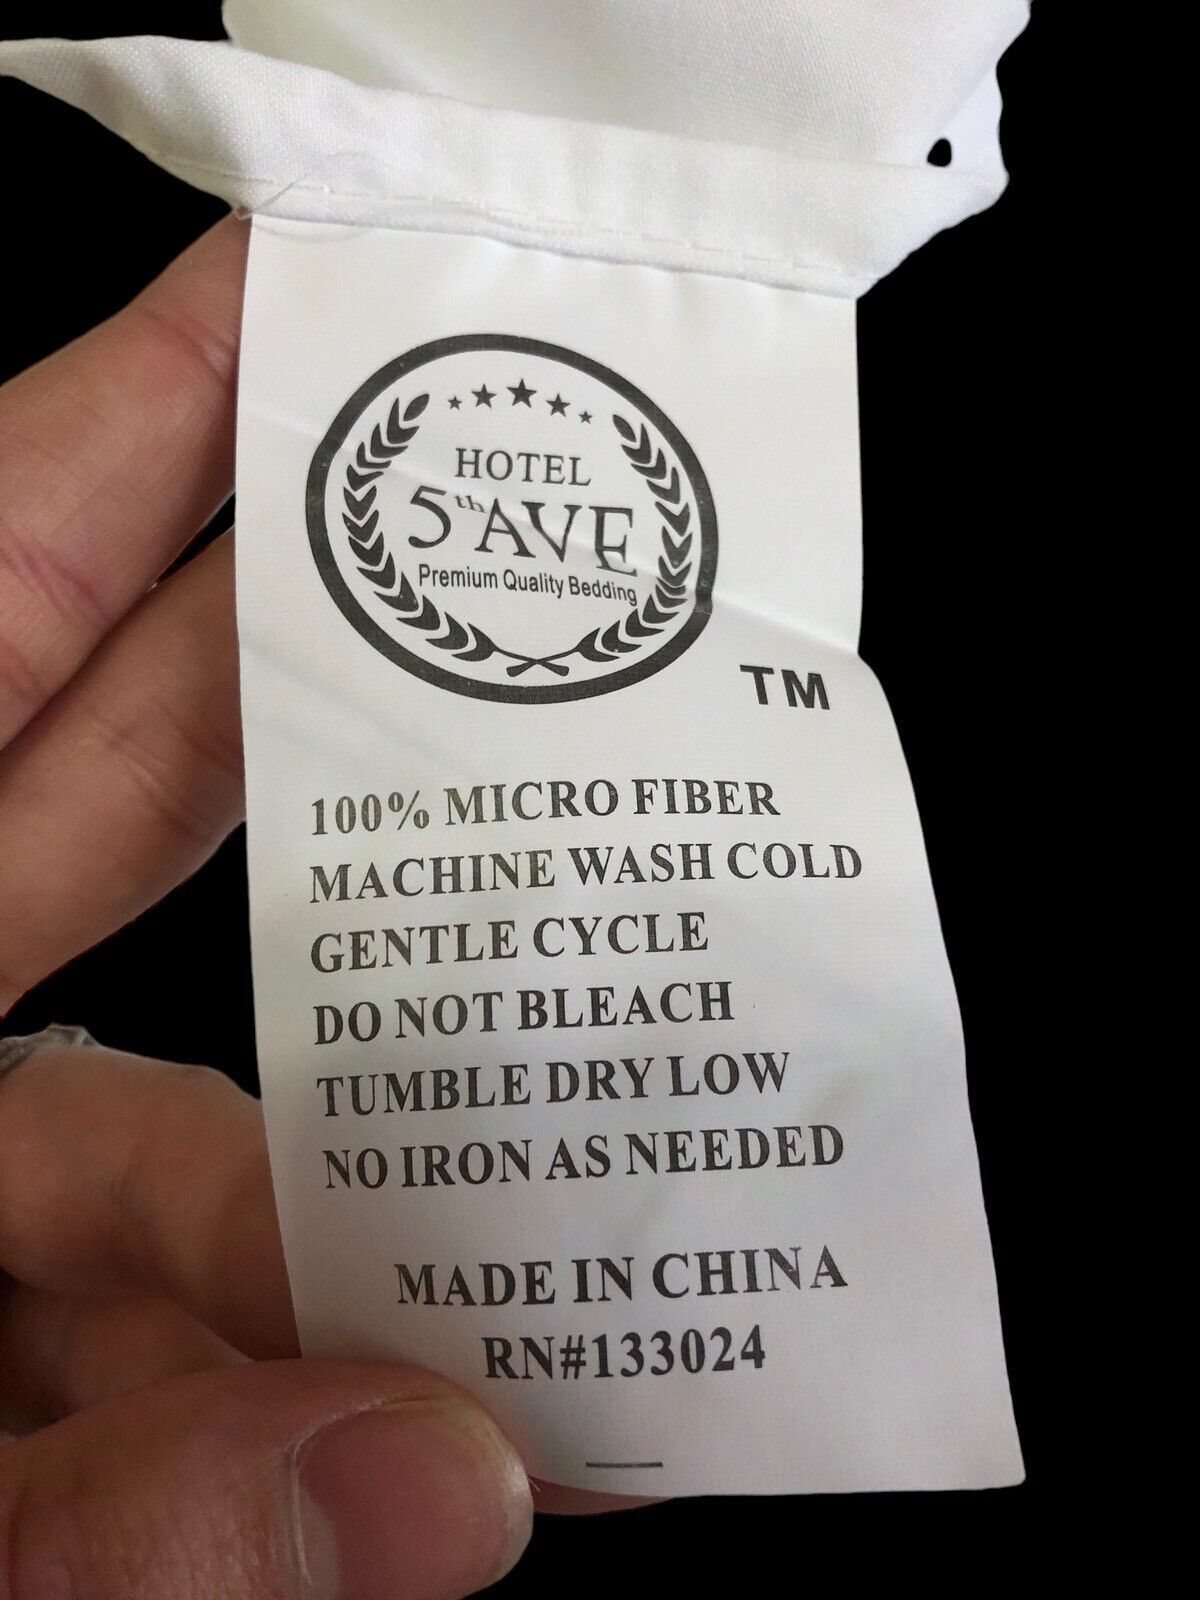 HOTEL
5th AVE
Premium Quality Bedding
TM
100% MICRO FIBER
MACHINE WASH COLD
GENTLE CYCLE
DO NOT BLEACH
TUMBLE DRY LOW
NO IRON AS NEEDED
MADE IN CHINA
RN#133024